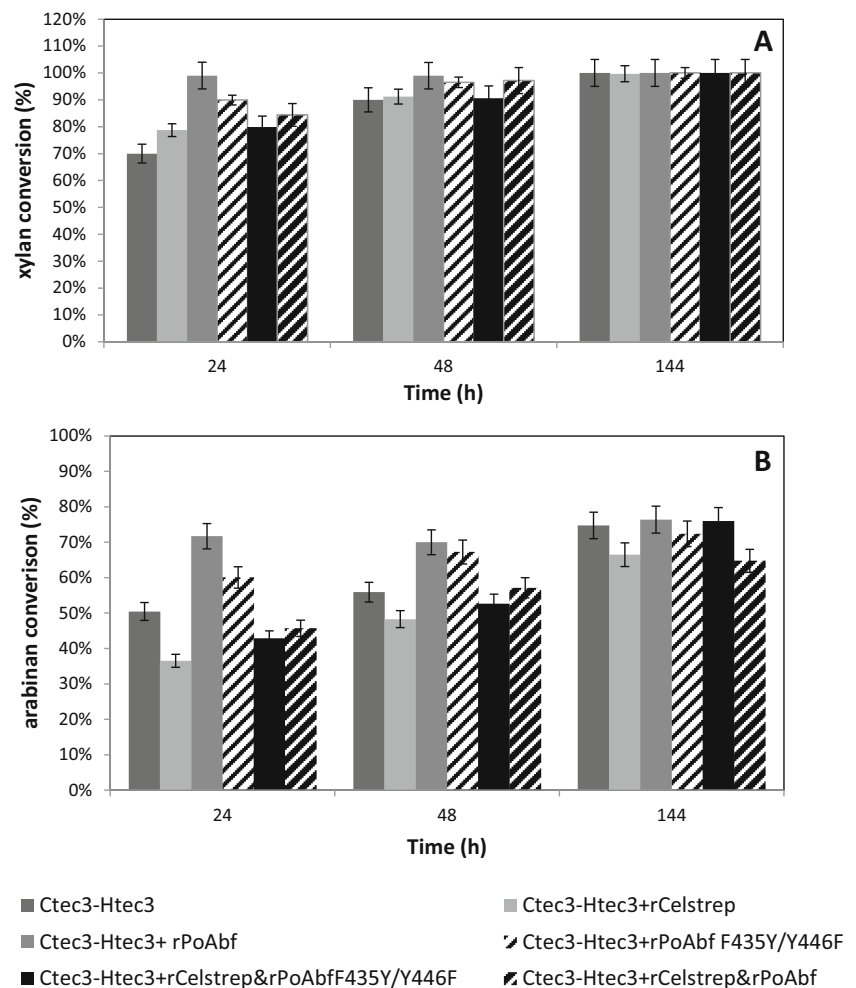 A
120%
110%
100%
90%
80%
70%
60%
50%
40%
30%
20%
10%
0%
xylan conversion (%)
24 48 144
Time (h)
B
100%
90%
80%
70%
60%
50%
40%
30%
20%
10%
0%
arabinan converison (%)
24 48 144
Time (h)
Ctec3-Htec3 Ctec3-Htec3+rCelstrep
Ctec3-Htec3+ rPoAbf Ctec3-Htec3+rPoAbf F435Y/Y446F
Ctec3-Htec3+rCelstrep&rPoAbfF435Y/Y446F Ctec3-Htec3+rCelstrep&rPoAbf